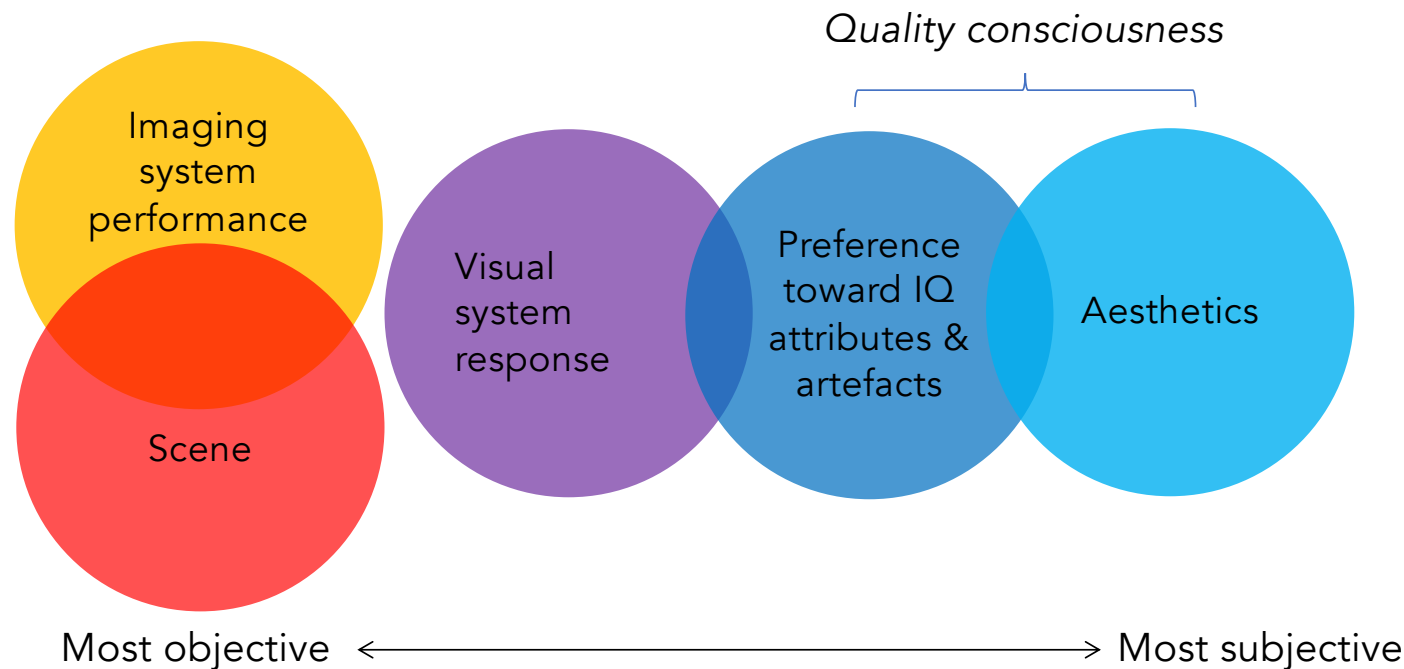 Quality consciousness
Imaging
system
performance
Scene
Visual
system
response
Preference
toward IQ
attributes &
artefacts
Aesthetics
Most objective
Most subjective